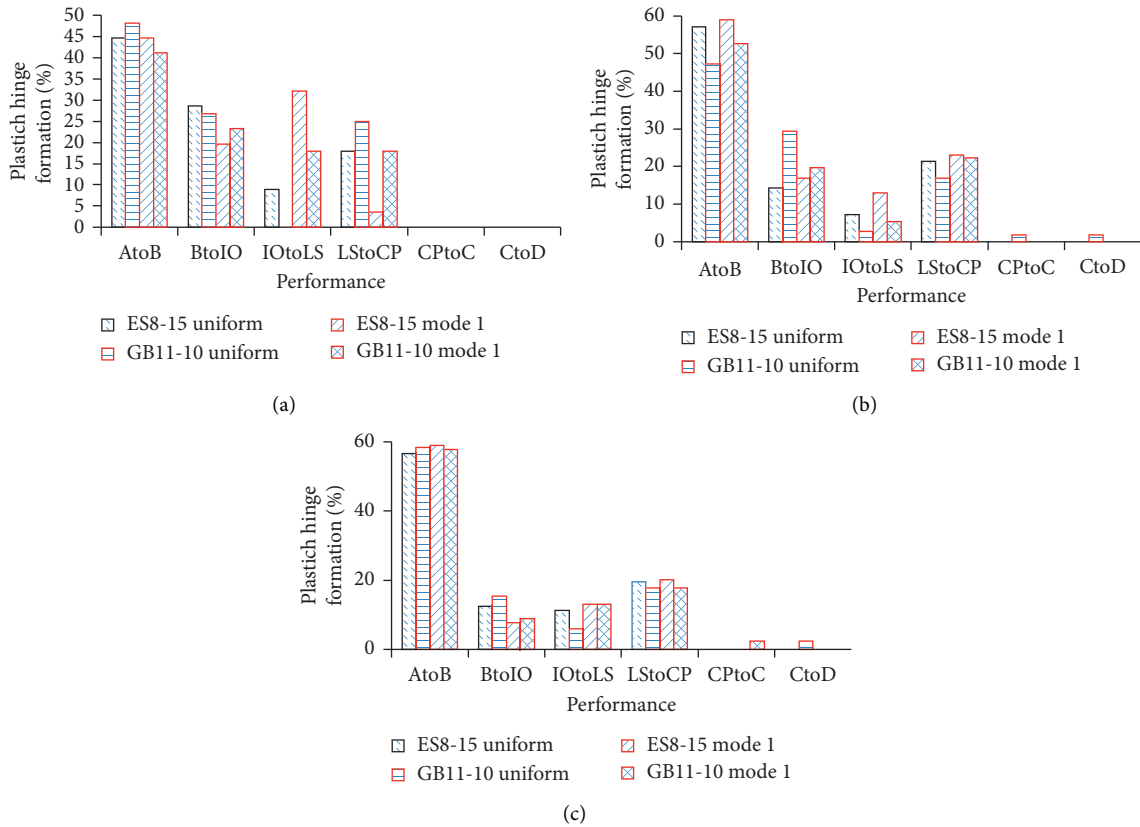 Plastich hinge
formation (%)
50
45
40
35
30
25
20
15
10
5
0
AtoB BtoIO IOtoLS LStoCP CPtoC CtoD
Performance
ES8-15 uniform ES8-15 mode 1
GB11-10 uniform GB11-10 mode 1
(a)
Plastich hinge
formation (%)
60
50
40
30
20
10
0
AtoB BtoIO IOtoLS LStoCP CPtoC CtoD
Performance
ES8-15 uniform ES8-15 mode 1
GB11-10 uniform GB11-10 mode 1
(b)
Plastich hinge
formation (%)
60
40
20
0
AtoB BtoIO IOtoLS LStoCP CPtoC CtoD
Performance
ES8-15 uniform ES8-15 mode 1
GB11-10 uniform GB11-10 mode 1
(c)